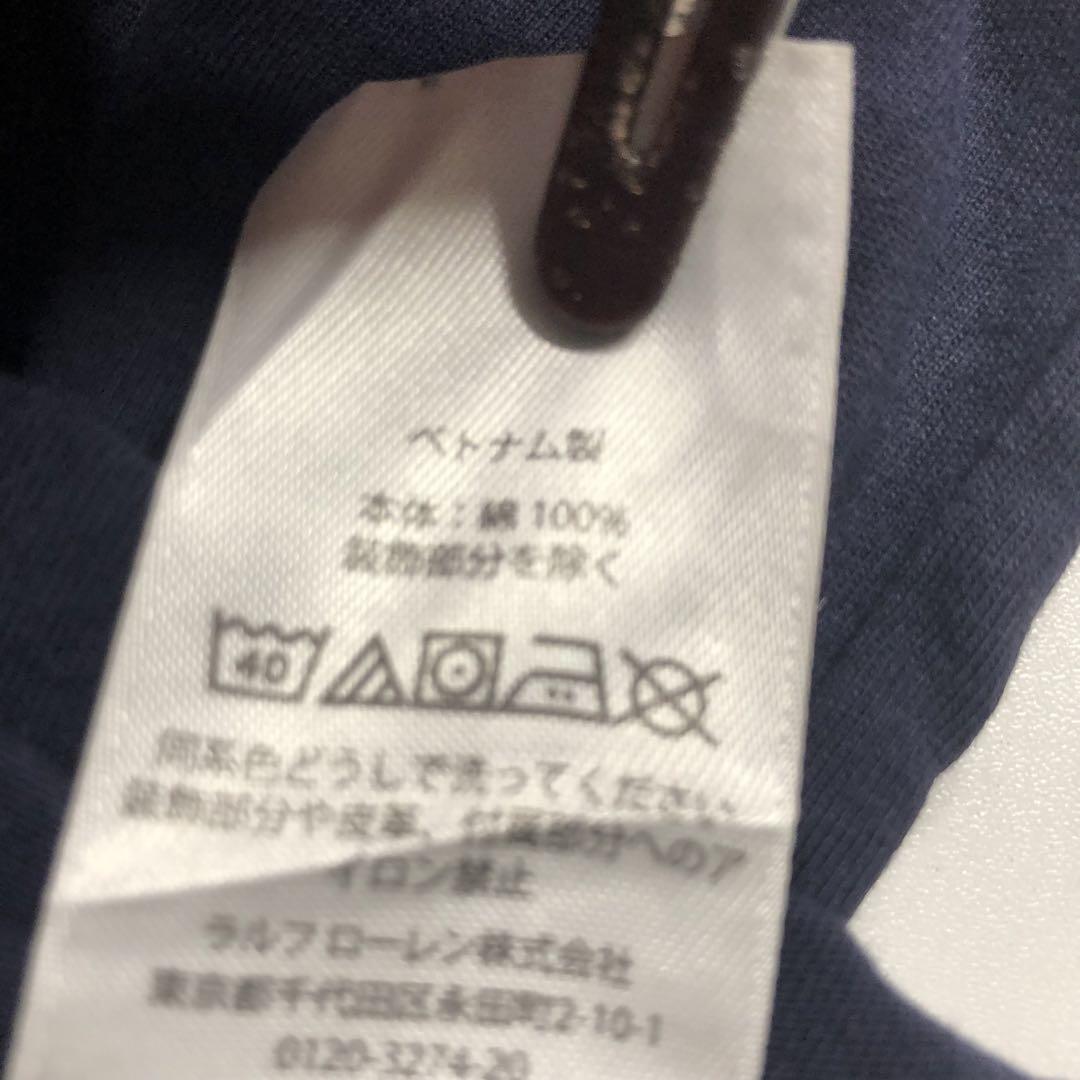 ベトナム製
本体：綿 100%
装飾部分を除く
40
同系色どうしで洗ってください。
装飾部分や皮革、付属部分へのア
イロン禁止
ラルフ ローレン株式会社
東京都千代田区永田町2-10-1
0120-3274-20